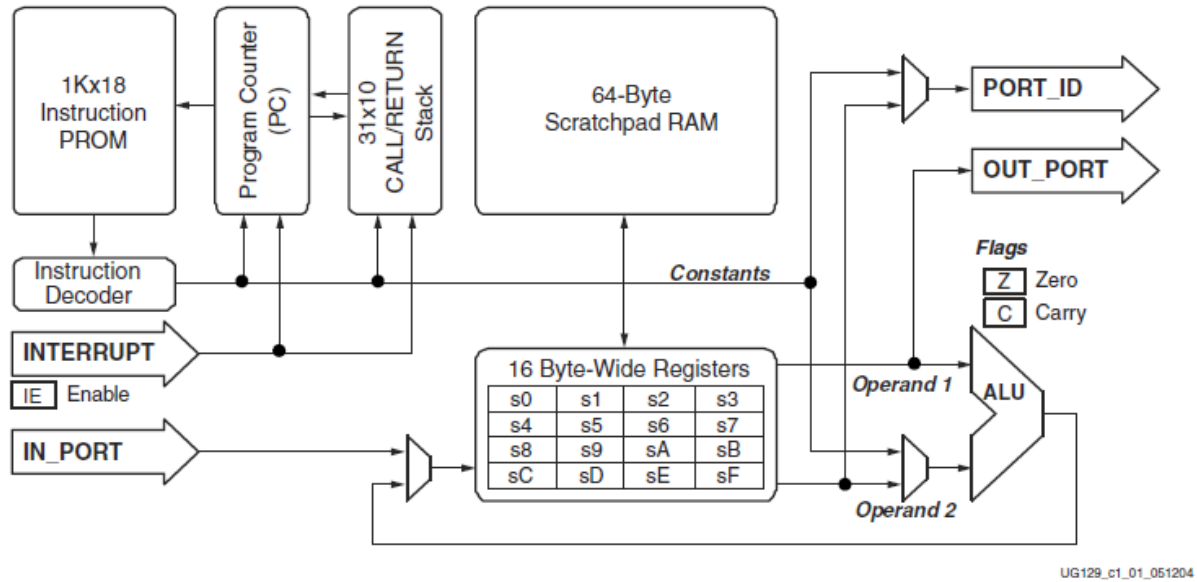 1Kx18
Instruction
PROM
Program Counter
(PC)
31x10
CALL/RETURN
Stack
64-Byte
Scratchpad RAM
PORT_ID
OUT_PORT
Instruction
Decoder
Constants
Flags
Z Zero
C Carry
INTERRUPT
IE Enable
IN_PORT
16 Byte-Wide Registers
s0 s1 s2 s3
s4 s5 s6 s7
s8 s9 sA sB
sC sD sE sF
Operand 1
ALU
Operand 2
UG129_c1_01_051204